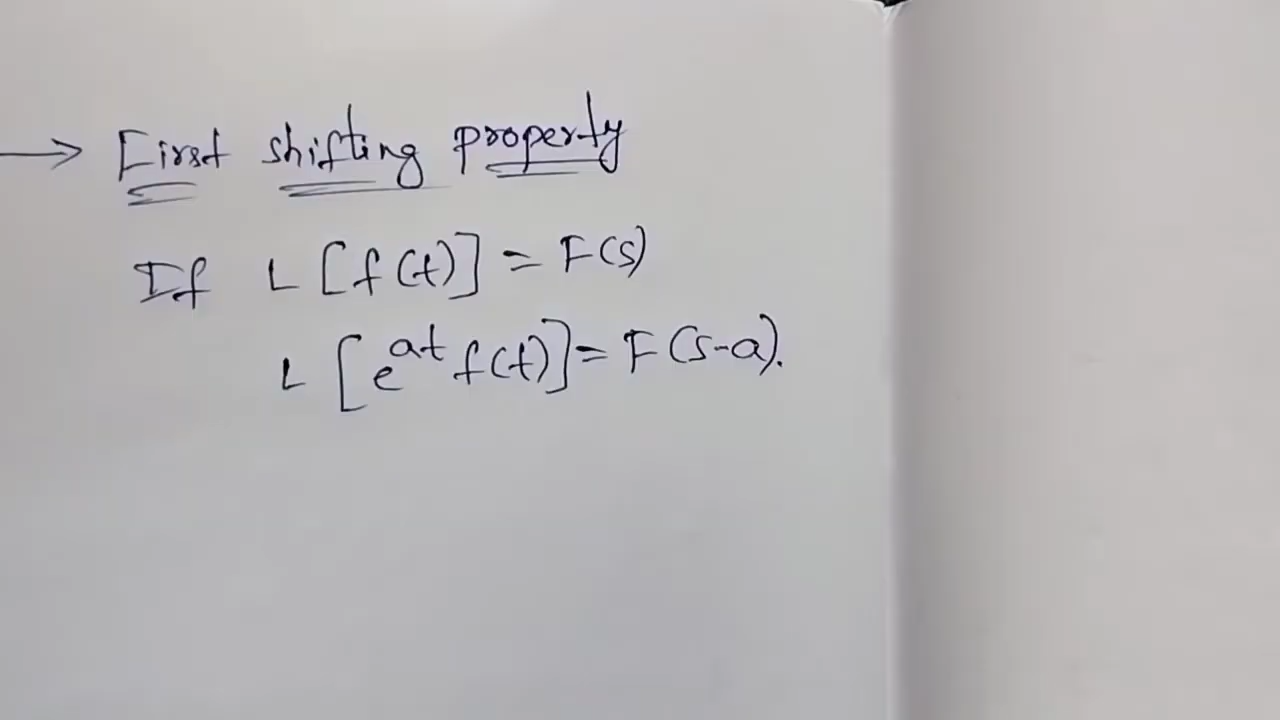 → First shifting property
If L[f(t)] = F(s)
L[e^{at} f(t)] = F(s-a).